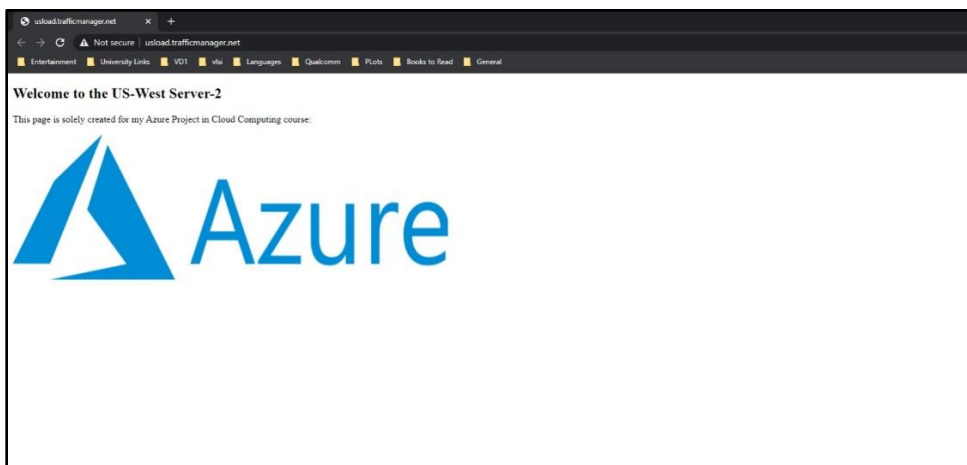 usload.trafficmanager.net
Not secure usload.trafficmanager.net
Entertainment University Links VD1 vlsi Languages Qualcomm PLots Books to Read General
Welcome to the US-West Server-2
This page is solely created for my Azure Project in Cloud Computing course:
Azure